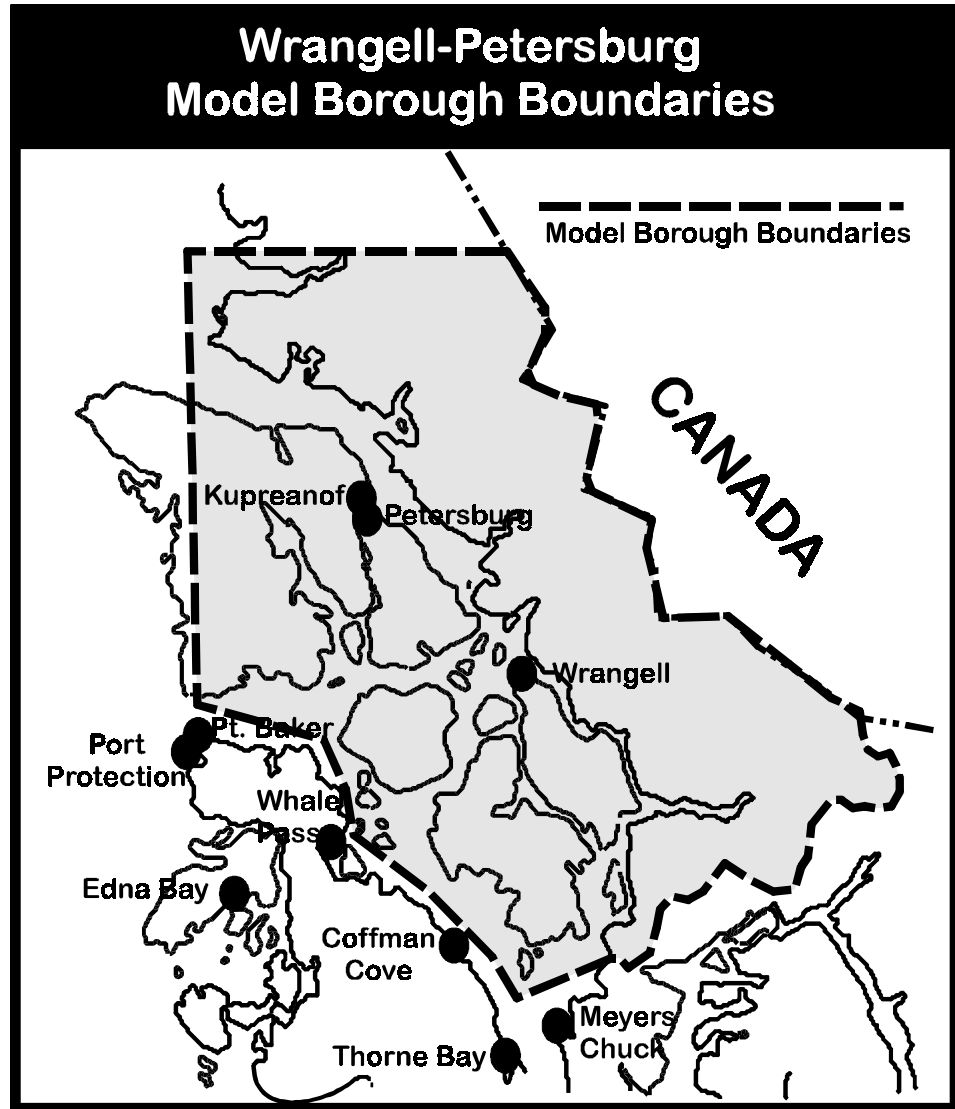 Wrangell-Petersburg
Model Borough Boundaries
Model Borough Boundaries
CANADA
Kupreanof
Petersburg
Wrangell
Pt. Baker
Port
Protection
Whale
Pass
Edna Bay
Coffman
Cove
Meyers
Chuck
Thorne Bay